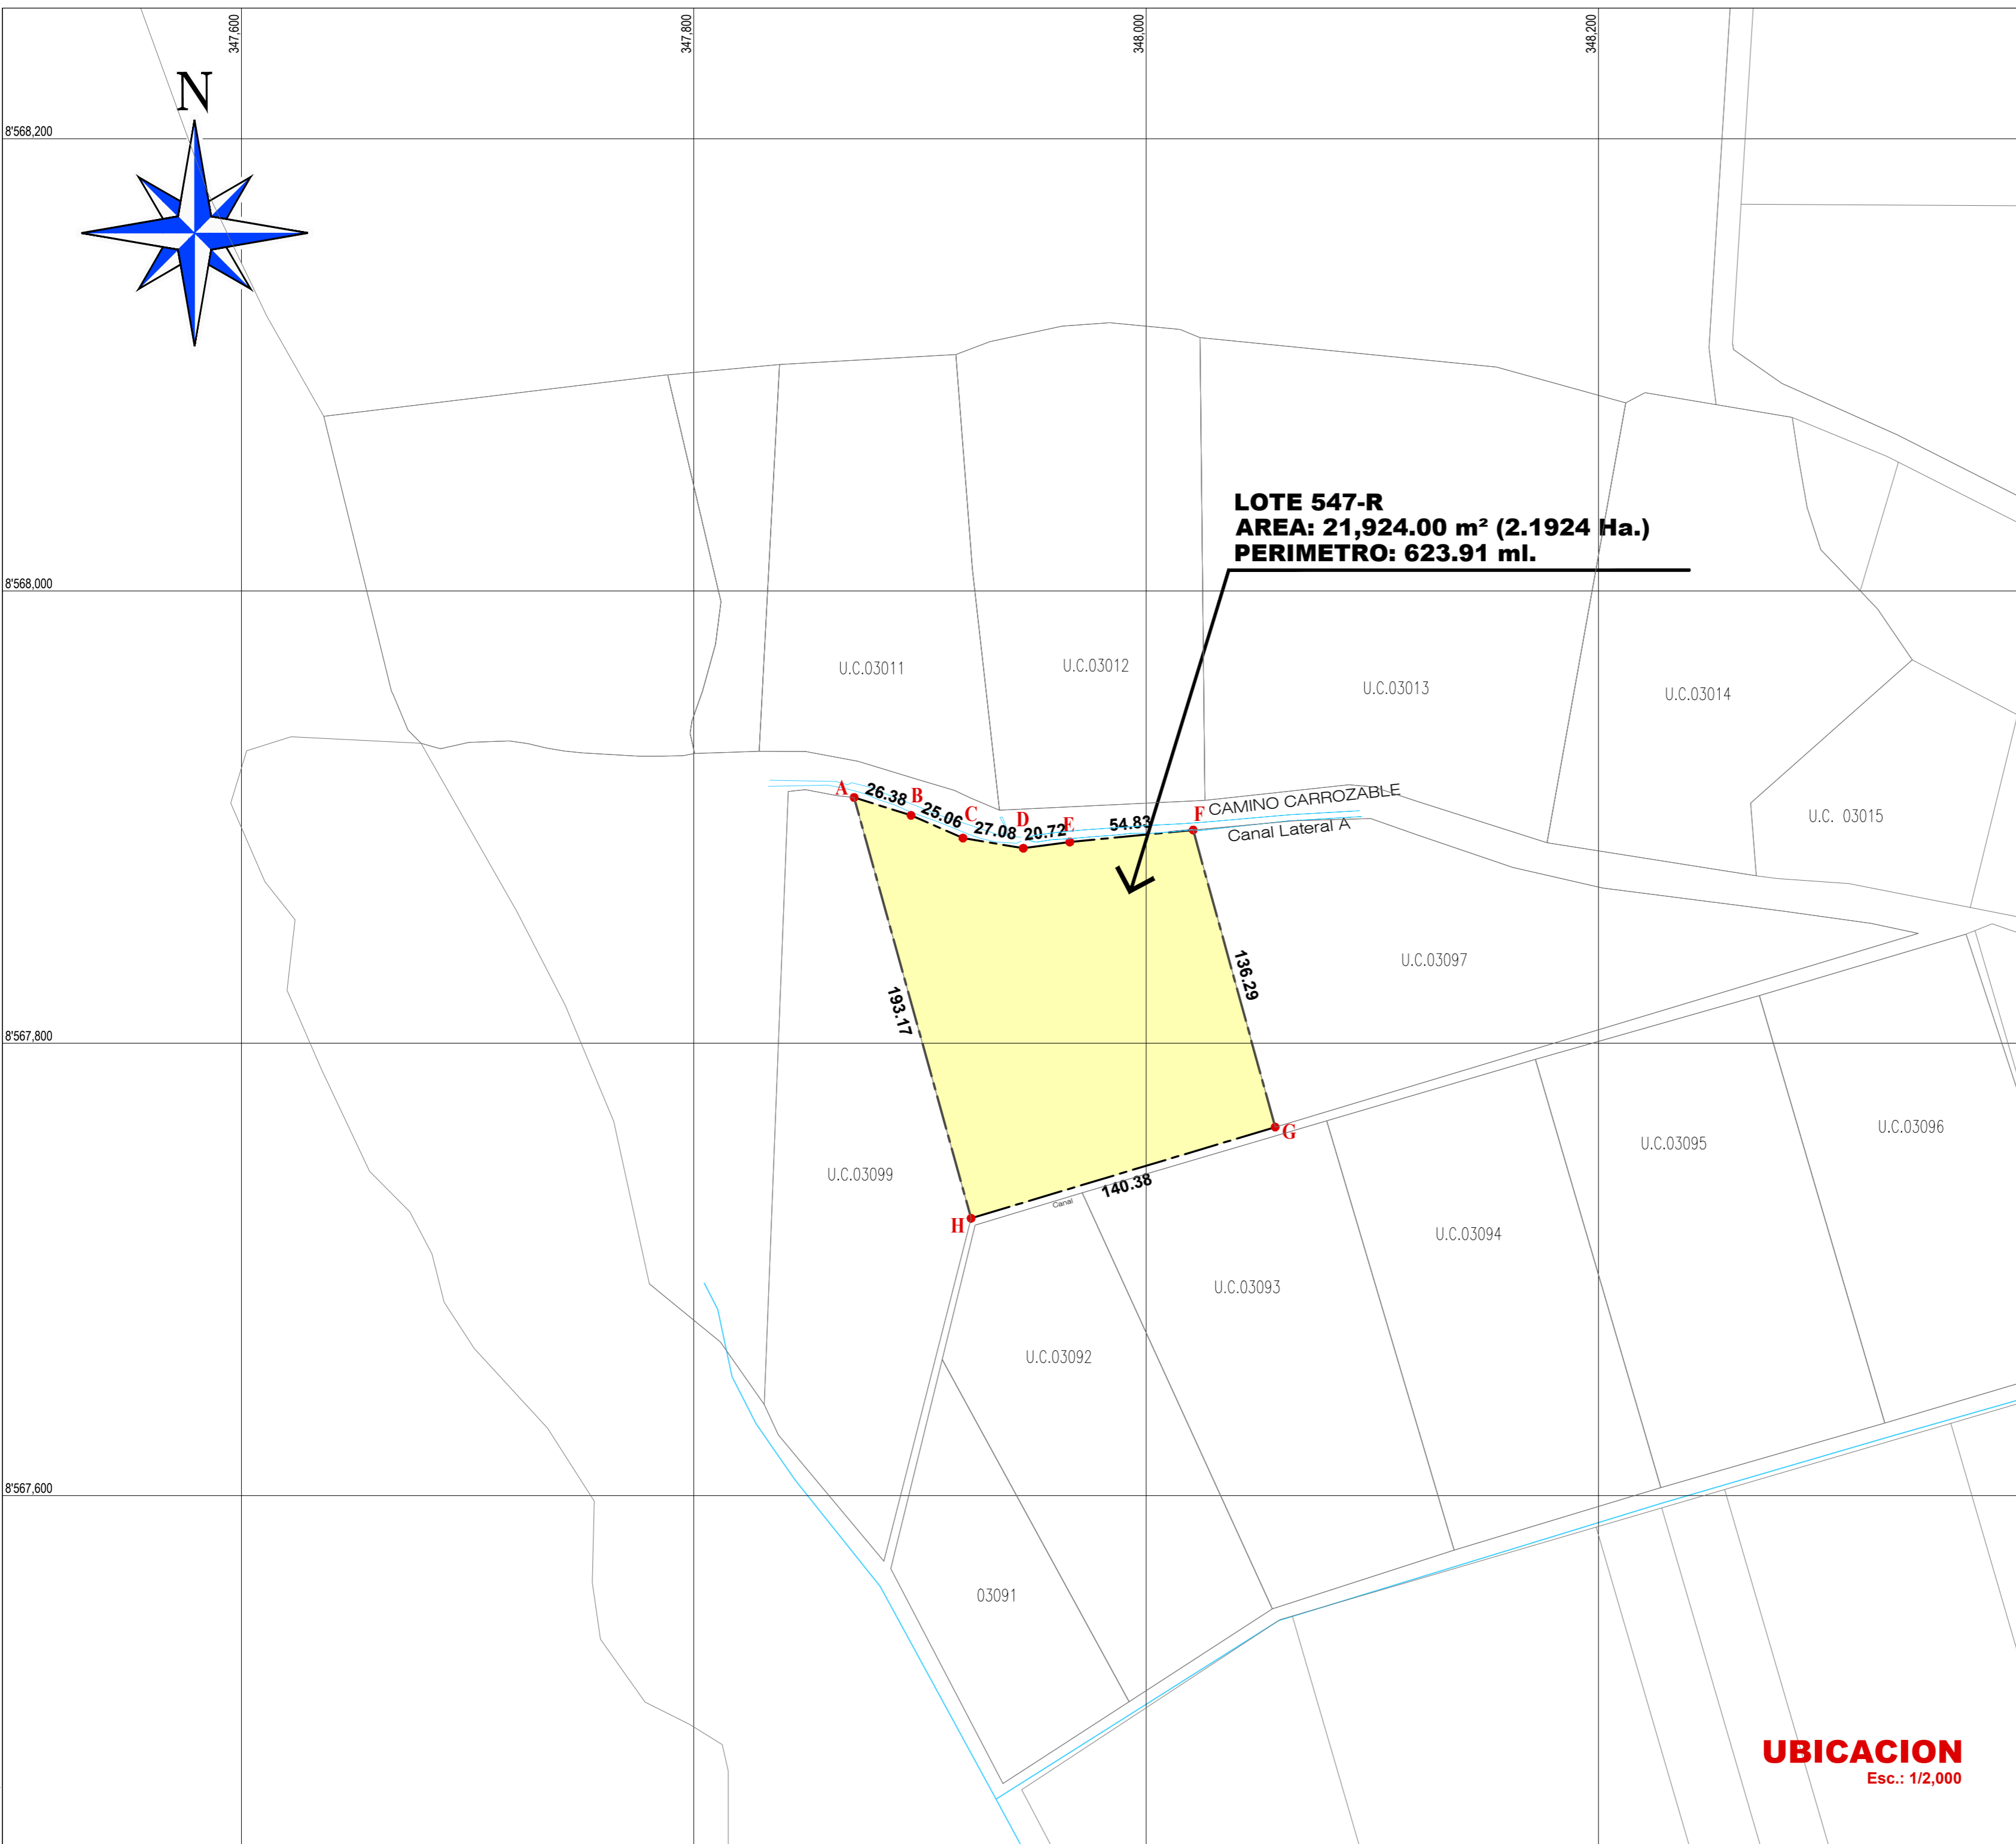 347,600
347,800
348,000
348,200
N
8'568,200
LOTE 547-R
AREA: 21,924.00 m² (2.1924 Ha.)
PERIMETRO: 623.91 ml.
8'568,000
U.C.03011
U.C.03012
U.C.03013
U.C.03014
U.C. 03015
A
26.38
B
25.06
C
27.08
D
20.72
E
54.83
F
CAMINO CARROZABLE
Canal Lateral A
193.17
136.29
U.C.03097
8'567,800
G
U.C.03099
140.38
Canal
H
U.C.03096
U.C.03095
U.C.03094
U.C.03093
U.C.03092
8'567,600
03091
UBICACION
Esc.: 1/2,000